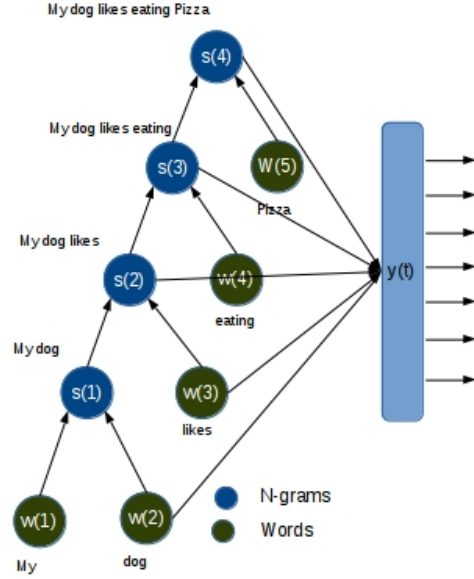 My dog likes eating Pizza
s(4)
My dog likes eating
s(3)
W(5)
Pizza
My dog likes
s(2)
w(4)
y(t)
eating
My dog
s(1)
w(3)
likes
w(1)
w(2)
My
dog
N-grams
Words